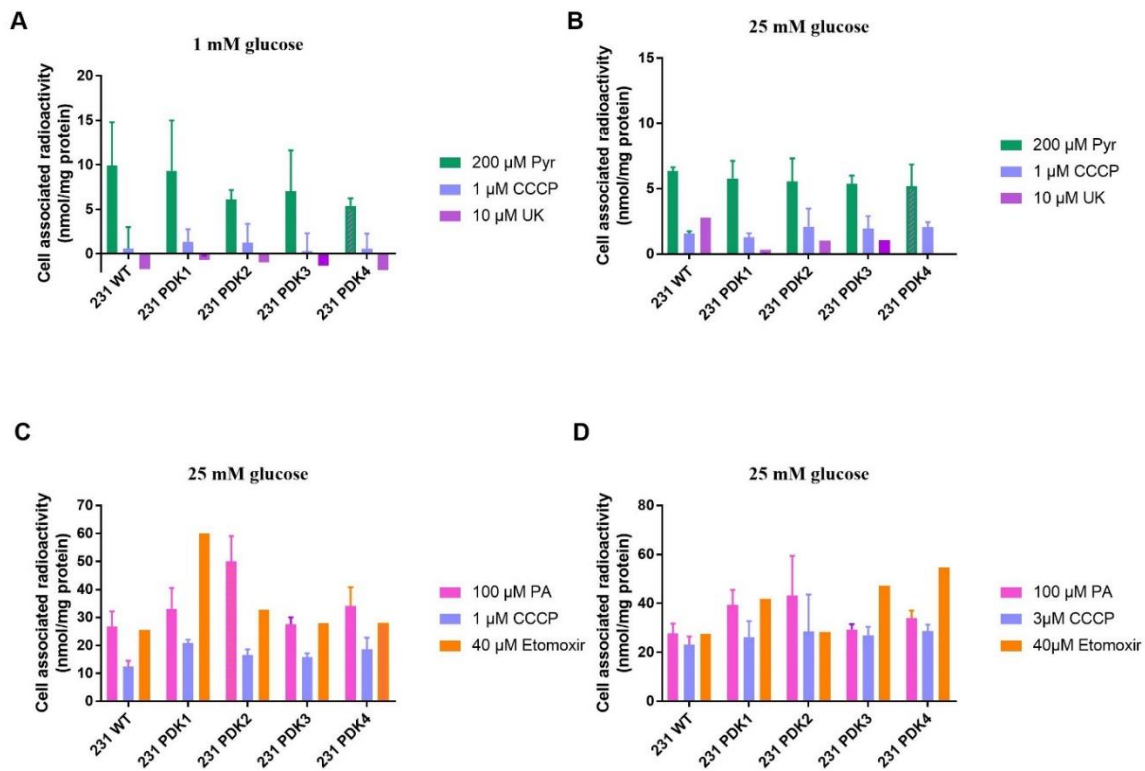 A
1 mM glucose
Cell associated radioactivity
(nmol/mg protein)
20
15
10
5
0
231 WT
231 PDK1
231 PDK2
231 PDK3
231 PDK4
200 µM Pyr
1 µM CCCP
10 µM UK
B
25 mM glucose
Cell associated radioactivity
(nmol/mg protein)
15
10
5
0
231 WT
231 PDK1
231 PDK2
231 PDK3
231 PDK4
200 µM Pyr
1 µM CCCP
10 µM UK
C
25 mM glucose
Cell associated radioactivity
(nmol/mg protein)
70
60
50
40
30
20
10
0
231 WT
231 PDK1
231 PDK2
231 PDK3
231 PDK4
100 µM PA
1 µM CCCP
40 µM Etomoxir
D
25 mM glucose
Cell associated radioactivity
(nmol/mg protein)
80
60
40
20
0
231 WT
231 PDK1
231 PDK2
231 PDK3
231 PDK4
100 µM PA
3µM CCCP
40µM Etomoxir